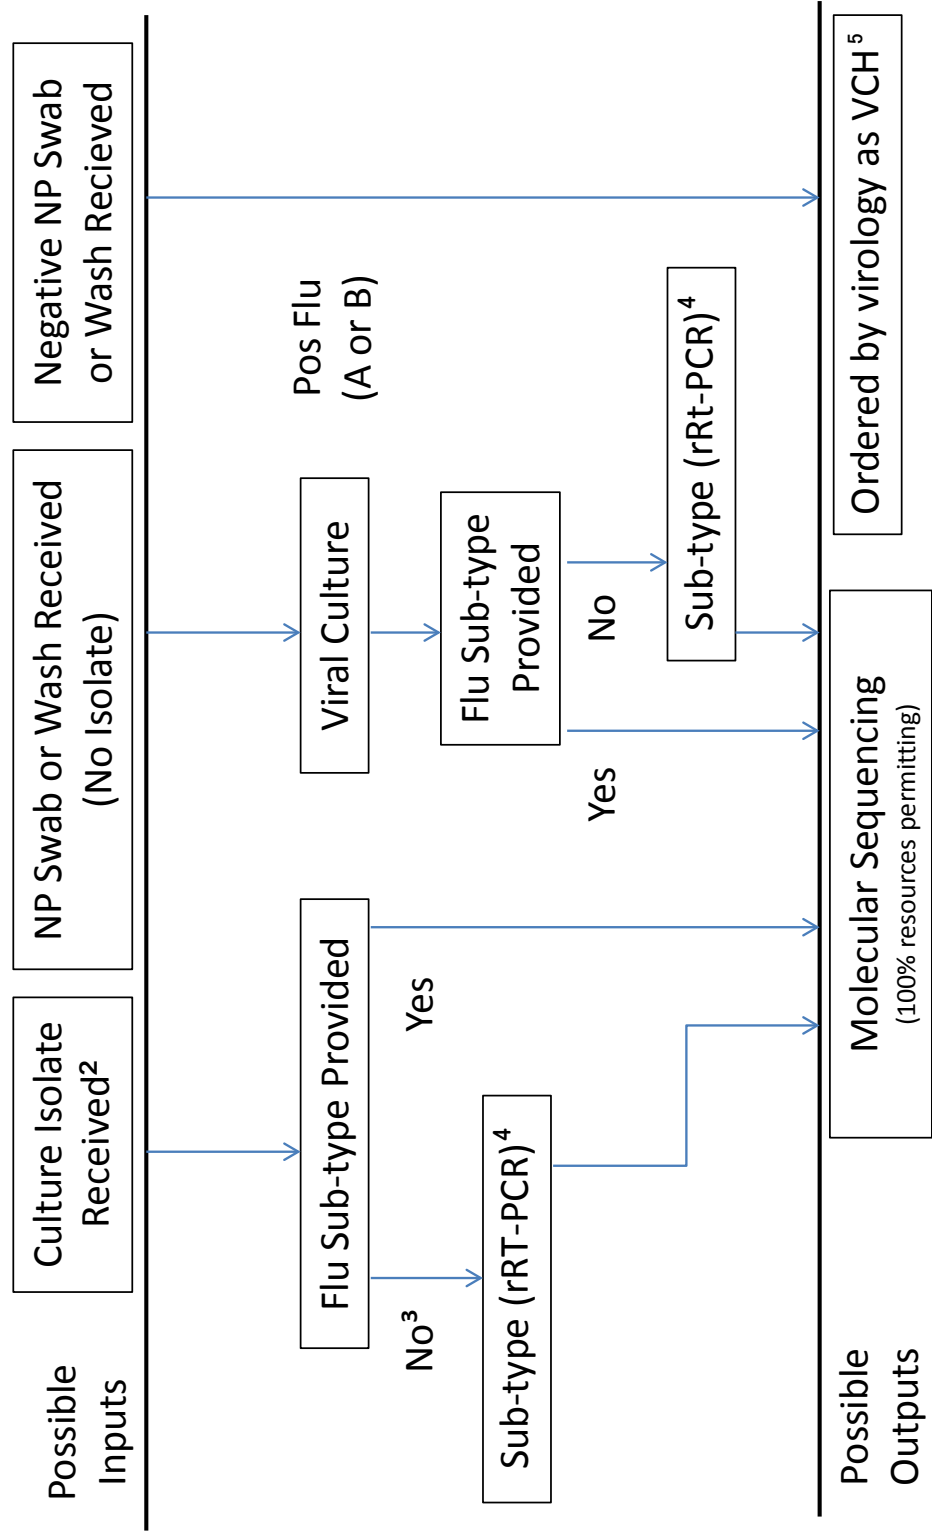 Possible
Inputs
Culture Isolate
Received²
NP Swab or Wash Received
(No Isolate)
Negative NP Swab
or Wash Recieved
Flu Sub-type Provided
No³
Yes
Sub-type (rRT-PCR)⁴
Viral Culture
Pos Flu
(A or B)
Flu Sub-type
Provided
Yes
No
Sub-type (rRt-PCR)⁴
Possible
Outputs
Molecular Sequencing
(100% resources permitting)
Ordered by virology as VCH⁵